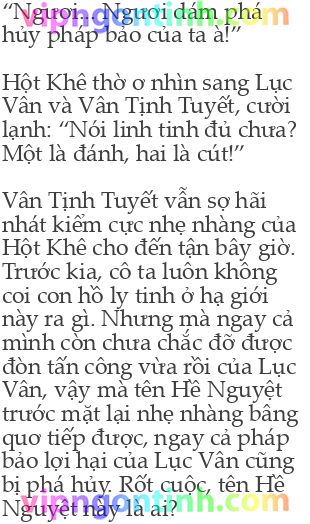 vipngontinh.com
“Ngươi... Ngươi dám phá
hủy pháp bảo của ta à!”
Hột Khê thờ ơ nhìn sang Lục
Vân và Vân Tịnh Tuyết, cười
lạnh: “Nói linh tinh đủ chưa?
Một là đánh, hai là cút!”
Vân Tịnh Tuyết vẫn sợ hãi
nhát kiểm cực nhẹ nhàng của
Hột Khê cho đến tận bây giờ.
Trước kia, cô ta luôn không
coi con hồ ly tinh ở hạ giới
này ra gì. Nhưng mà ngay cả
mình còn chưa chắc đỡ được
đòn tấn công vừa rồi của Lục
Vân, vậy mà tên Hề Nguyệt
trước mặt lại nhẹ nhàng bâng
quơ tiếp được, ngay cả pháp
bảo lợi hại của Lục Vân cũng
bị phá hủy. Rốt cuộc, tên Hề
Nguyệt này là ai?
vipngontinh.com